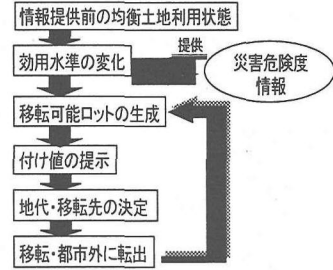 情報提供前の均衡土地利用状態
提供
効用水準の変化
災害危険度
情報
移転可能ロットの生成
付け値の提示
地代・移転先の決定
移転・都市外に転出